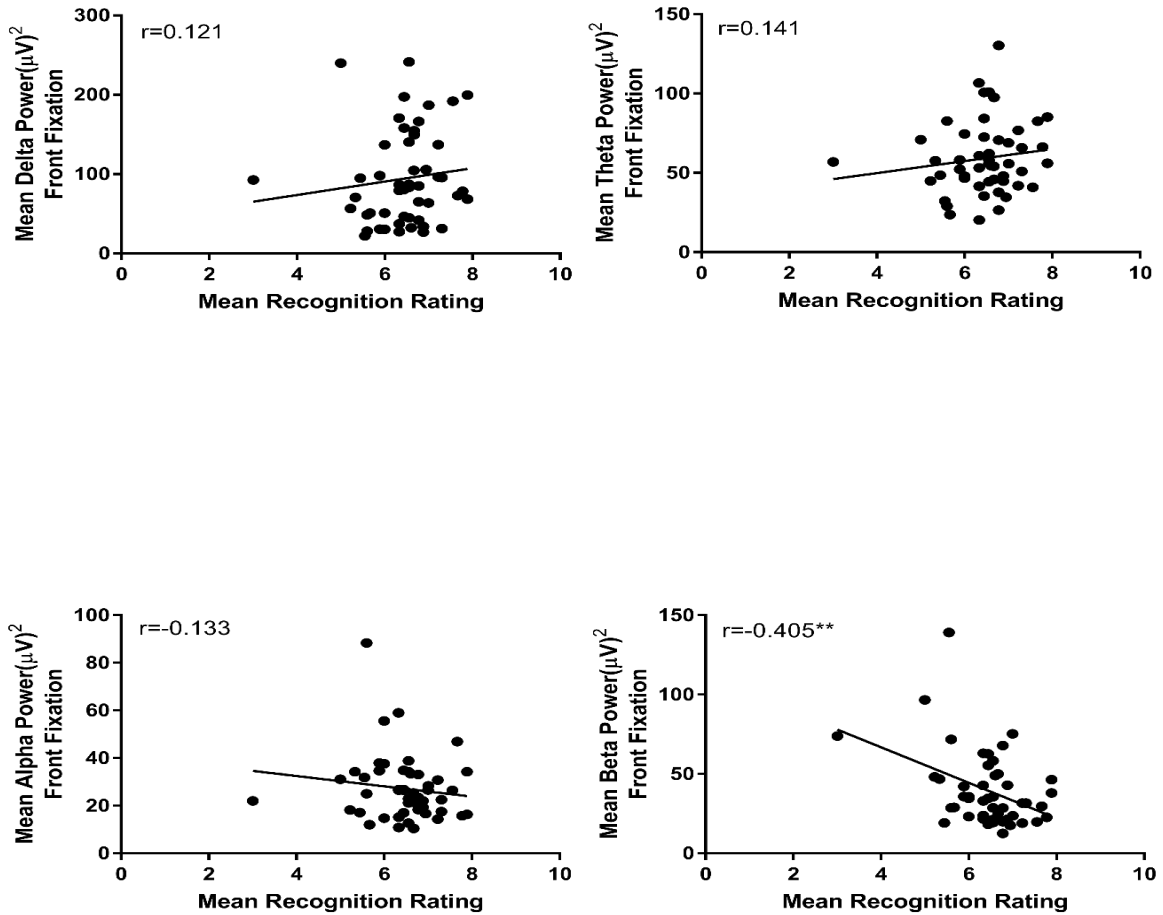 r=0.121
Mean Delta Power(μV)²
Front Fixation
300
200
100
0
0 2 4 6 8 10
Mean Recognition Rating
r=0.141
Mean Theta Power(μV)²
Front Fixation
150
100
50
0
0 2 4 6 8 10
Mean Recognition Rating
r=-0.133
Mean Alpha Power(μV)²
Front Fixation
100
80
60
40
20
0
0 2 4 6 8 10
Mean Recognition Rating
r=-0.405**
Mean Beta Power(μV)²
Front Fixation
150
100
50
0
0 2 4 6 8 10
Mean Recognition Rating